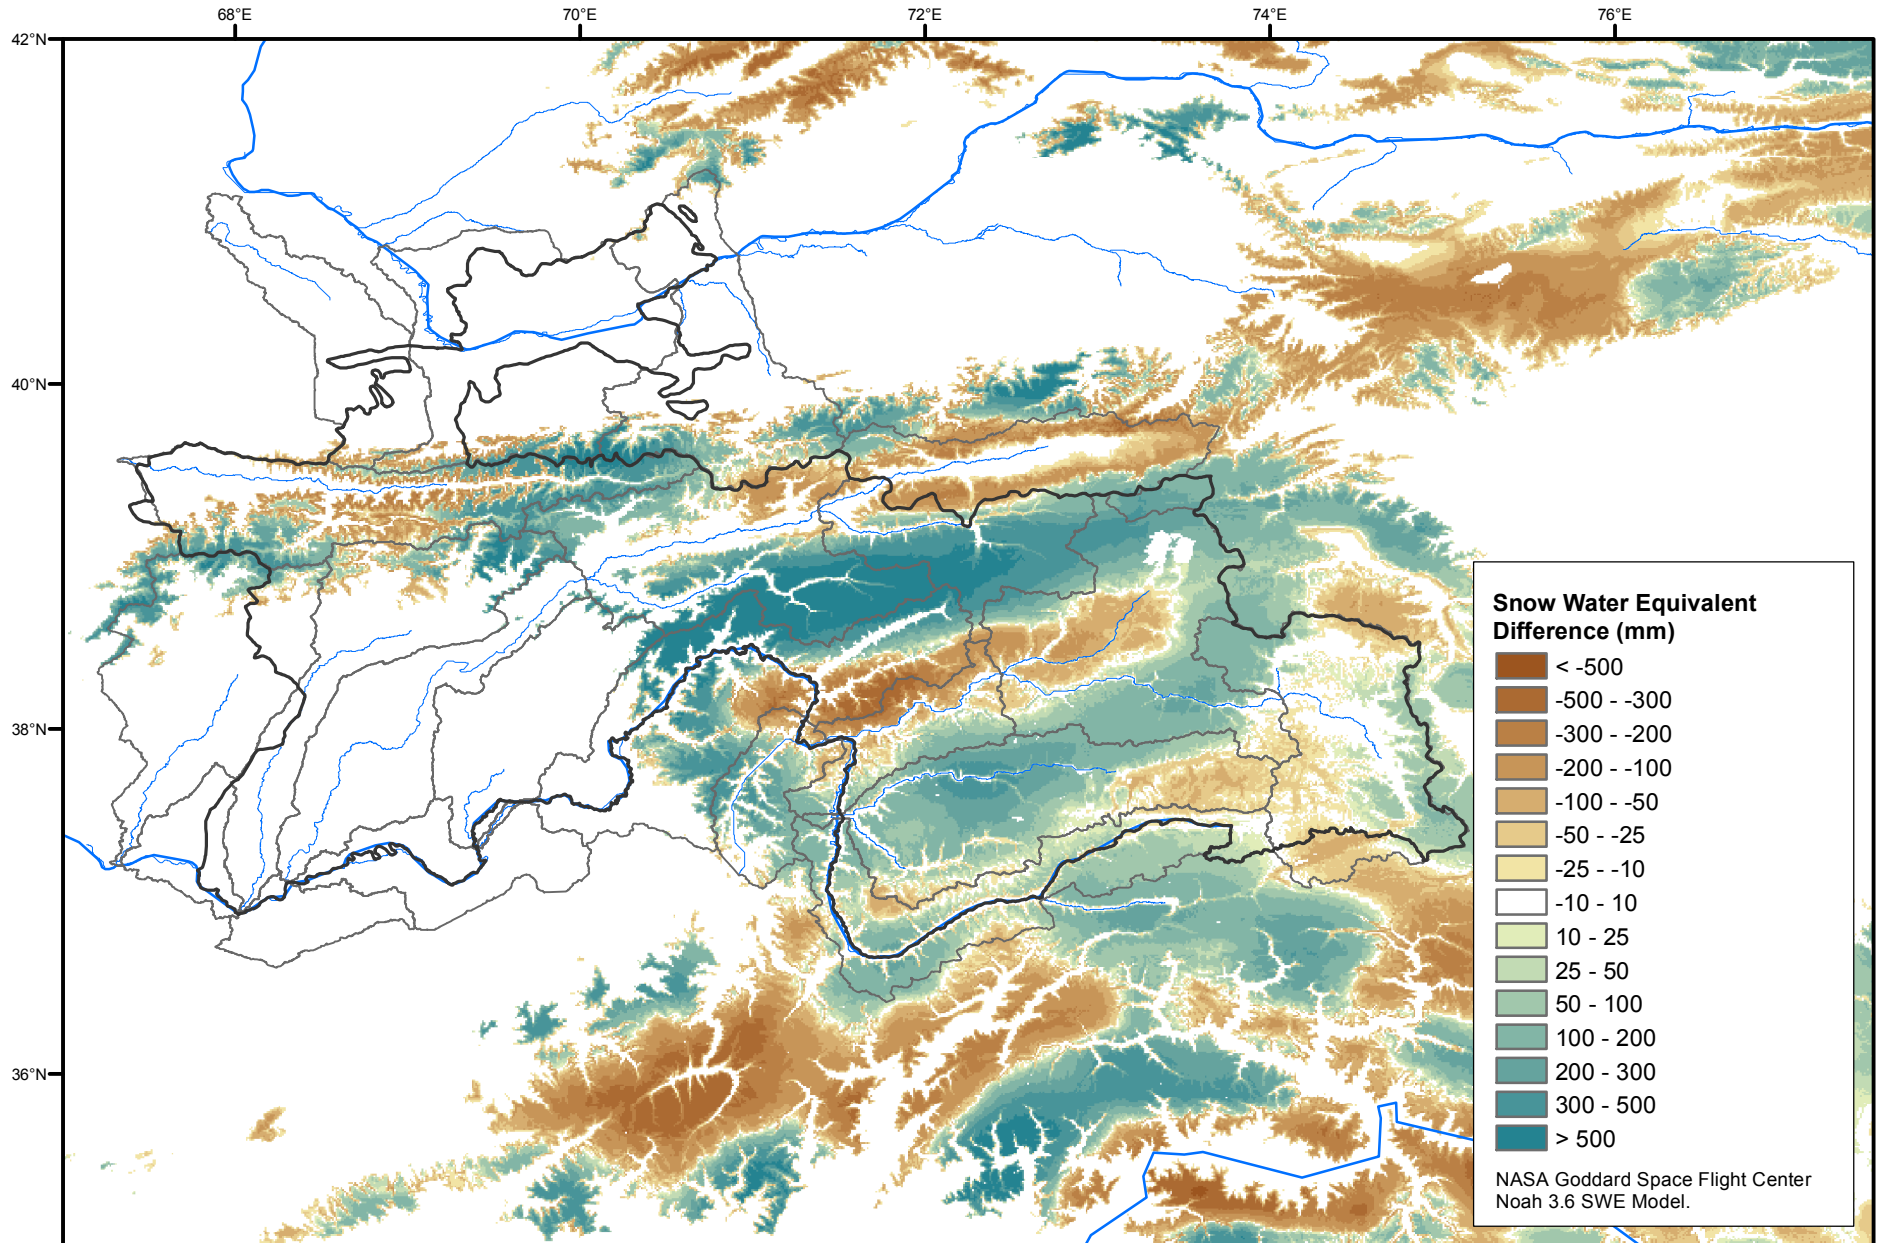 68°E
70°E
72°E
74°E
76°E
42°N
40°N
38°N
36°N
Snow Water Equivalent
Difference (mm)
< -500
-500 - -300
-300 - -200
-200 - -100
-100 - -50
-50 - -25
-25 - -10
-10 - 10
10 - 25
25 - 50
50 - 100
100 - 200
200 - 300
300 - 500
> 500
NASA Goddard Space Flight Center
Noah 3.6 SWE Model.